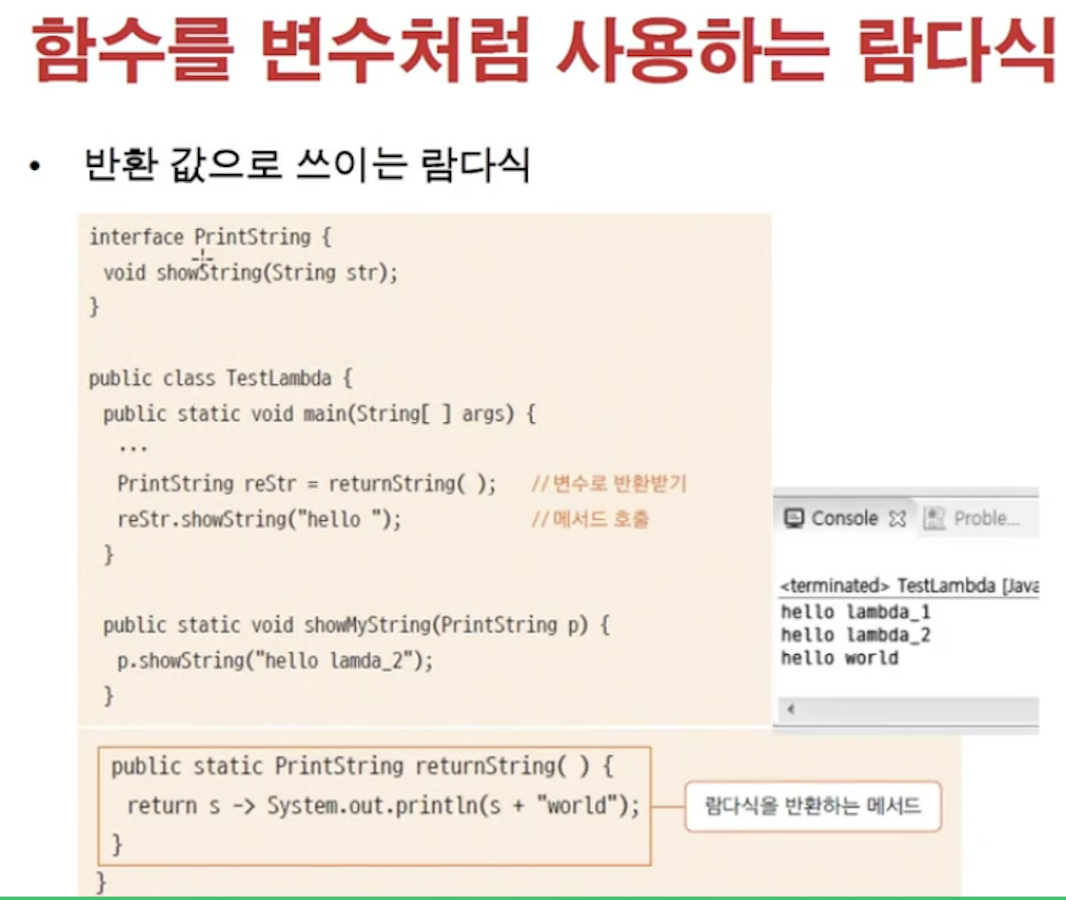 함수를 변수처럼 사용하는 람다식
• 반환 값으로 쓰이는 람다식
interface PrintString {
void showString(String str);
}
public class TestLambda {
public static void main(String[ ] args) {
...
PrintString reStr = returnString( ); //변수로 반환받기
reStr.showString("hello "); //메서드 호출
}
public static void showMyString(PrintString p) {
p.showString("hello lamda_2");
}
public static PrintString returnString( ) {
return s -> System.out.println(s + "world");
}
}
람다식을 반환하는 메서드
Console Proble...
<terminated> TestLambda [Java
hello lambda_1
hello lambda_2
hello world